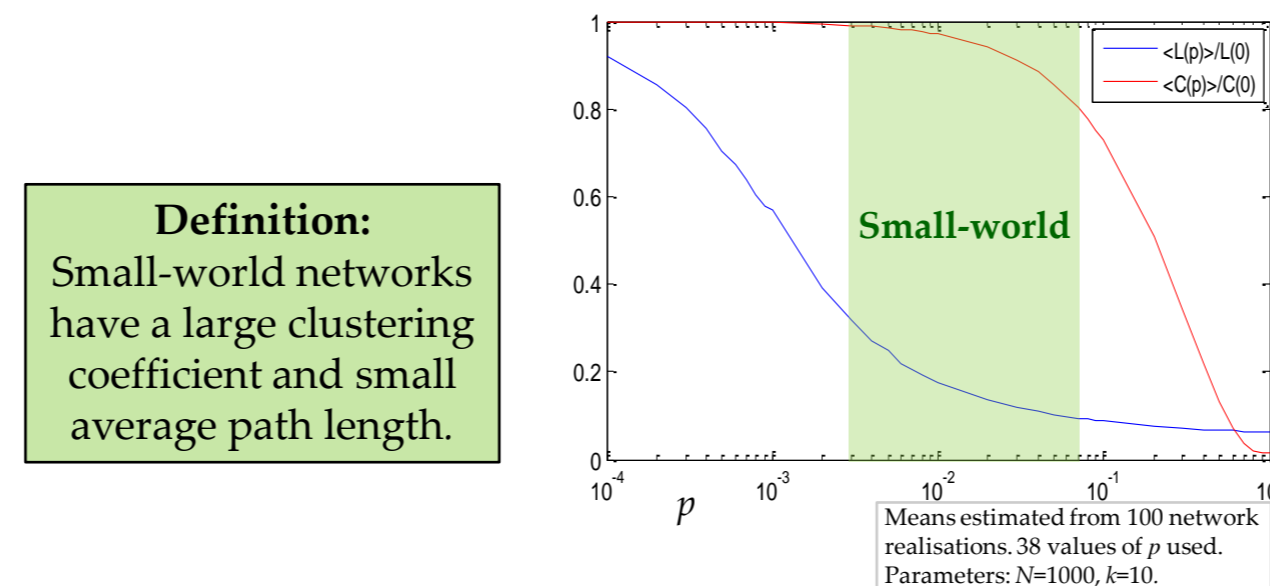 Definition:
Small-world networks
have a large clustering
coefficient and small
average path length.
1
0.8
0.6
0.4
0.2
0
<L(p)>/L(0)
<C(p)>/C(0)
Small-world
10^-4
10^-3
10^-2
10^-1
10
p
Means estimated from 100 network
realisations. 38 values of p used.
Parameters: N=1000, k=10.